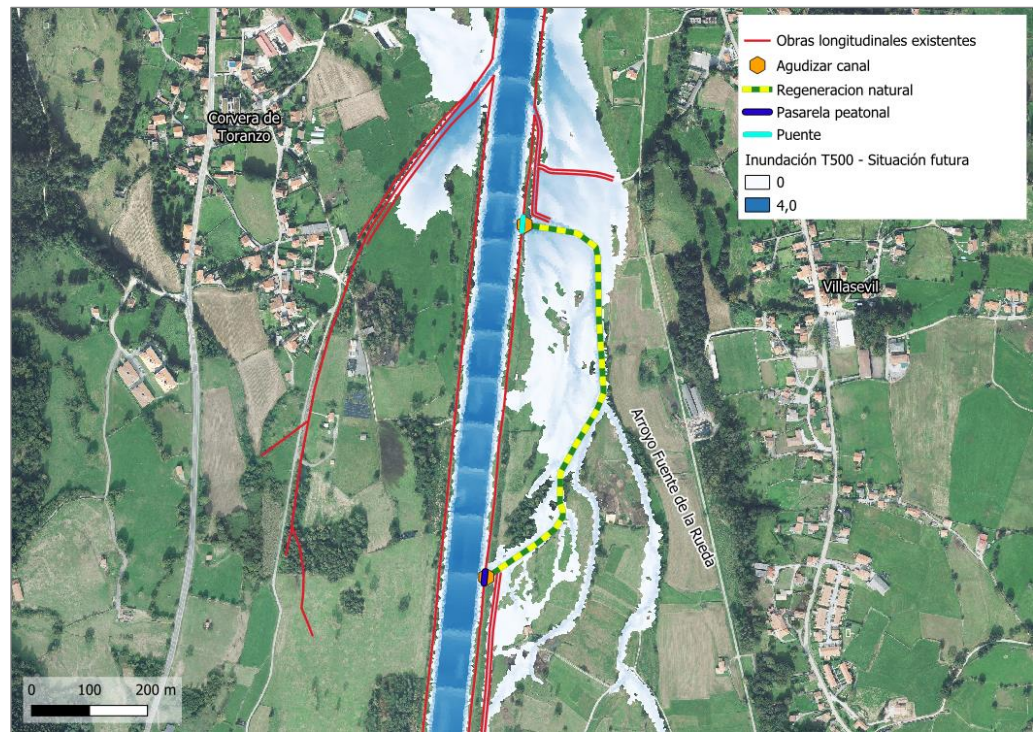 Obras longitudinales existentes
Agudizar canal
Regeneracion natural
Pasarela peatonal
Puente
Inundación T500 - Situación futura
0
4,0
Corvera de
Toranzo
Villasevil
Arroyo Fuente de la Rueda
0 100 200 m